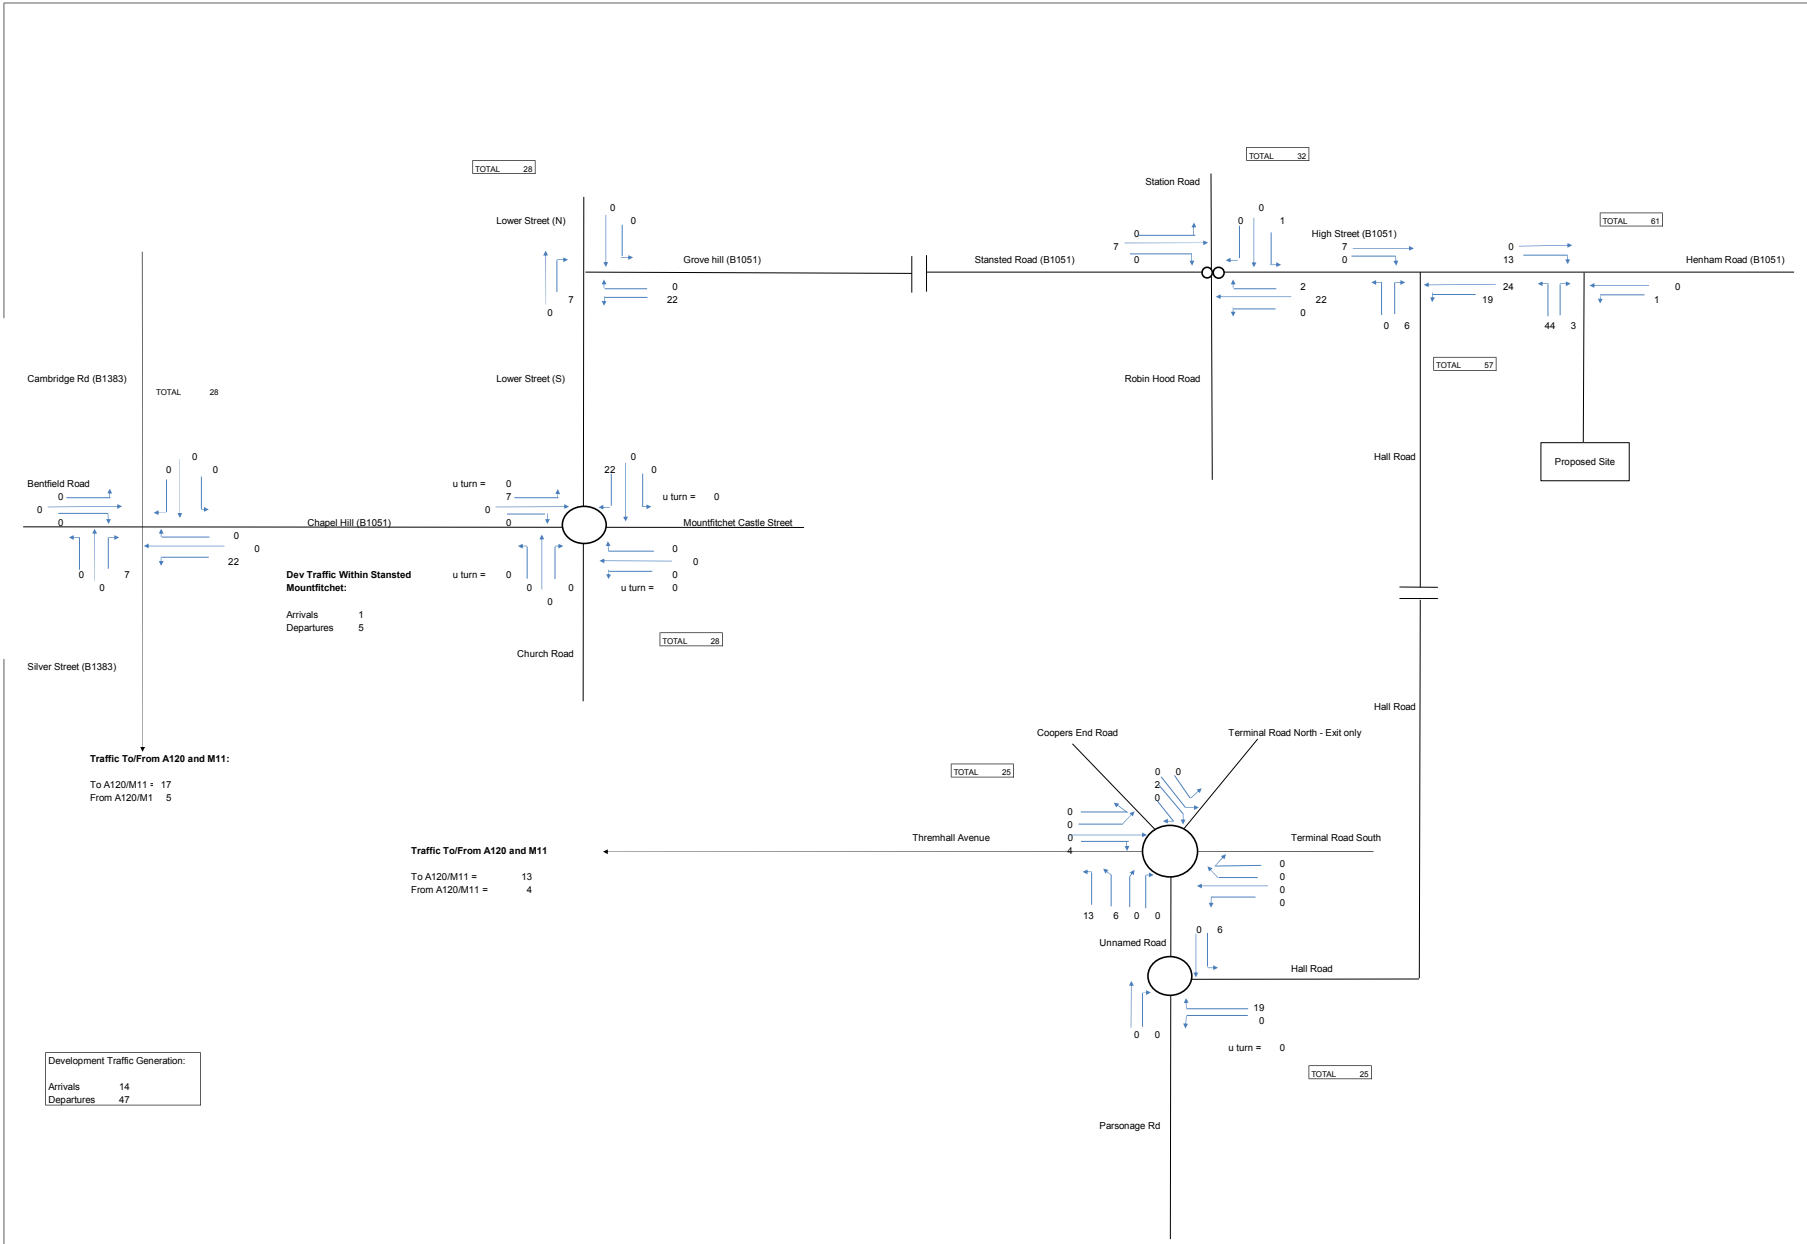 TOTAL 32
TOTAL 28
Station Road
Lower Street (N)
0
0
0
0
1
TOTAL 61
High Street (B1051)
0
7
0
7
0
0
13
Grove hill (B1051)
Stansted Road (B1051)
Henham Road (B1051)
0
22
7
0
2
22
0
0 6
24
19
44 3
0
1
TOTAL 57
Cambridge Rd (B1383)
TOTAL 28
Lower Street (S)
Robin Hood Road
Hall Road
Proposed Site
0
0 0
Bentfield Road
0
0
0
u turn = 0
7
0
0
0
22 0
u turn = 0
Chapel Hill (B1051)
Mountfitchet Castle Street
0
0
22
0 7
0
Dev Traffic Within Stansted
Mountfitchet:
Arrivals 1
Departures 5
u turn = 0
0 0
0
0
0
0
u turn = 0
TOTAL 28
Church Road
Silver Street (B1383)
Hall Road
Coopers End Road
Terminal Road North - Exit only
Traffic To/From A120 and M11:
To A120/M11 = 17
From A120/M1 5
TOTAL 25
0 0
2
0
0
0
0
4
Thremhall Avenue
Terminal Road South
Traffic To/From A120 and M11
To A120/M11 = 13
From A120/M11 = 4
0
0
0
0
13 6 0 0
Unnamed Road
0 6
Hall Road
19
0
0 0
u turn = 0
TOTAL 25
Development Traffic Generation:
Arrivals 14
Departures 47
Parsonage Rd